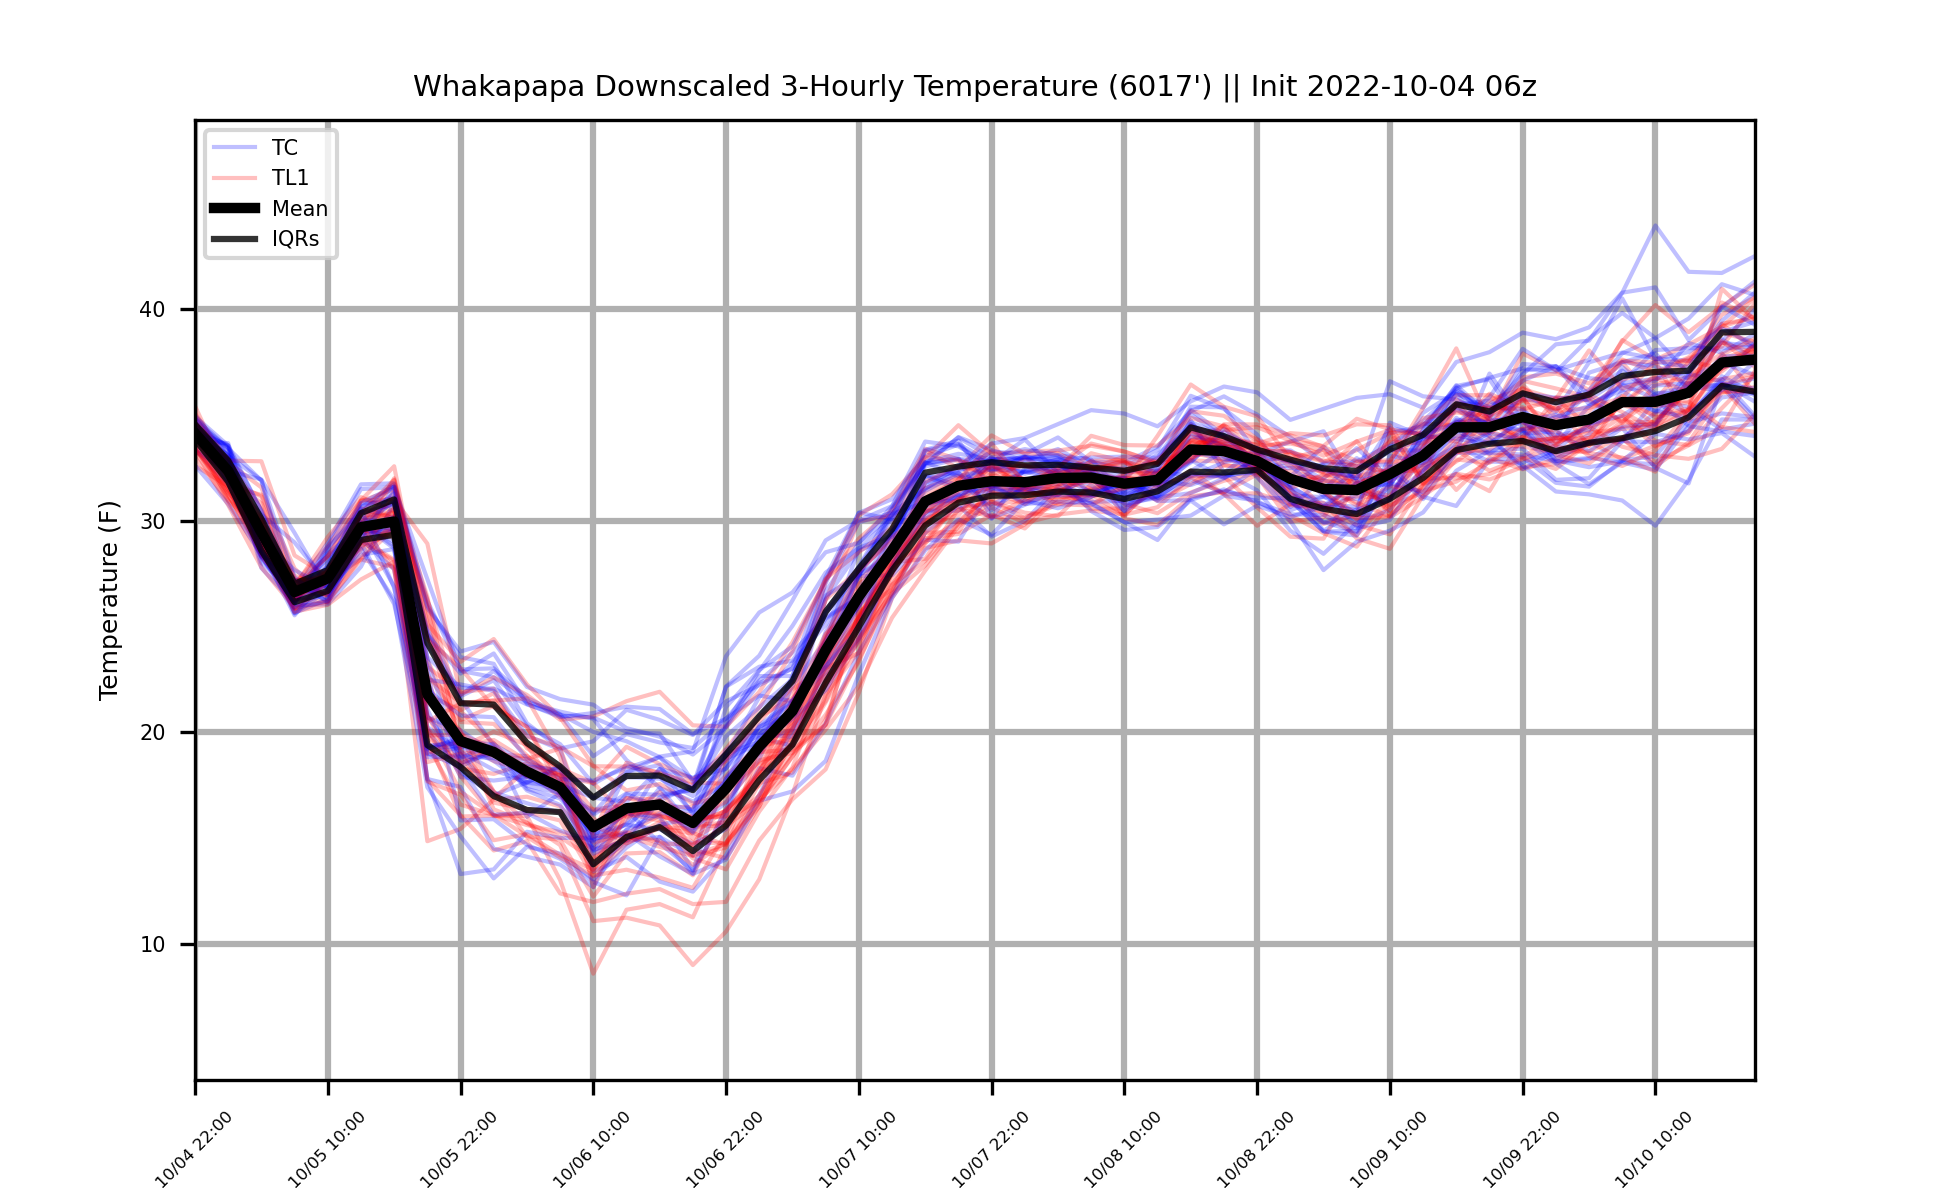 Whakapapa Downscaled 3-Hourly Temperature (6017') || Init 2022-10-04 06z
TC
TL1
Mean
IQRs
Temperature (F)
40
30
20
10
10/04 22:00
10/05 10:00
10/05 22:00
10/06 10:00
10/06 22:00
10/07 10:00
10/07 22:00
10/08 10:00
10/08 22:00
10/09 10:00
10/09 22:00
10/10 10:00